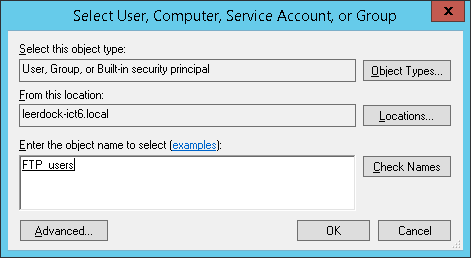 Select User, Computer, Service Account, or Group
x
Select this object type:
User, Group, or Built-in security principal
Object Types...
From this location:
leerdock-ict6.local
Locations...
Enter the object name to select (examples):
FTP_users
Check Names
Advanced...
OK
Cancel